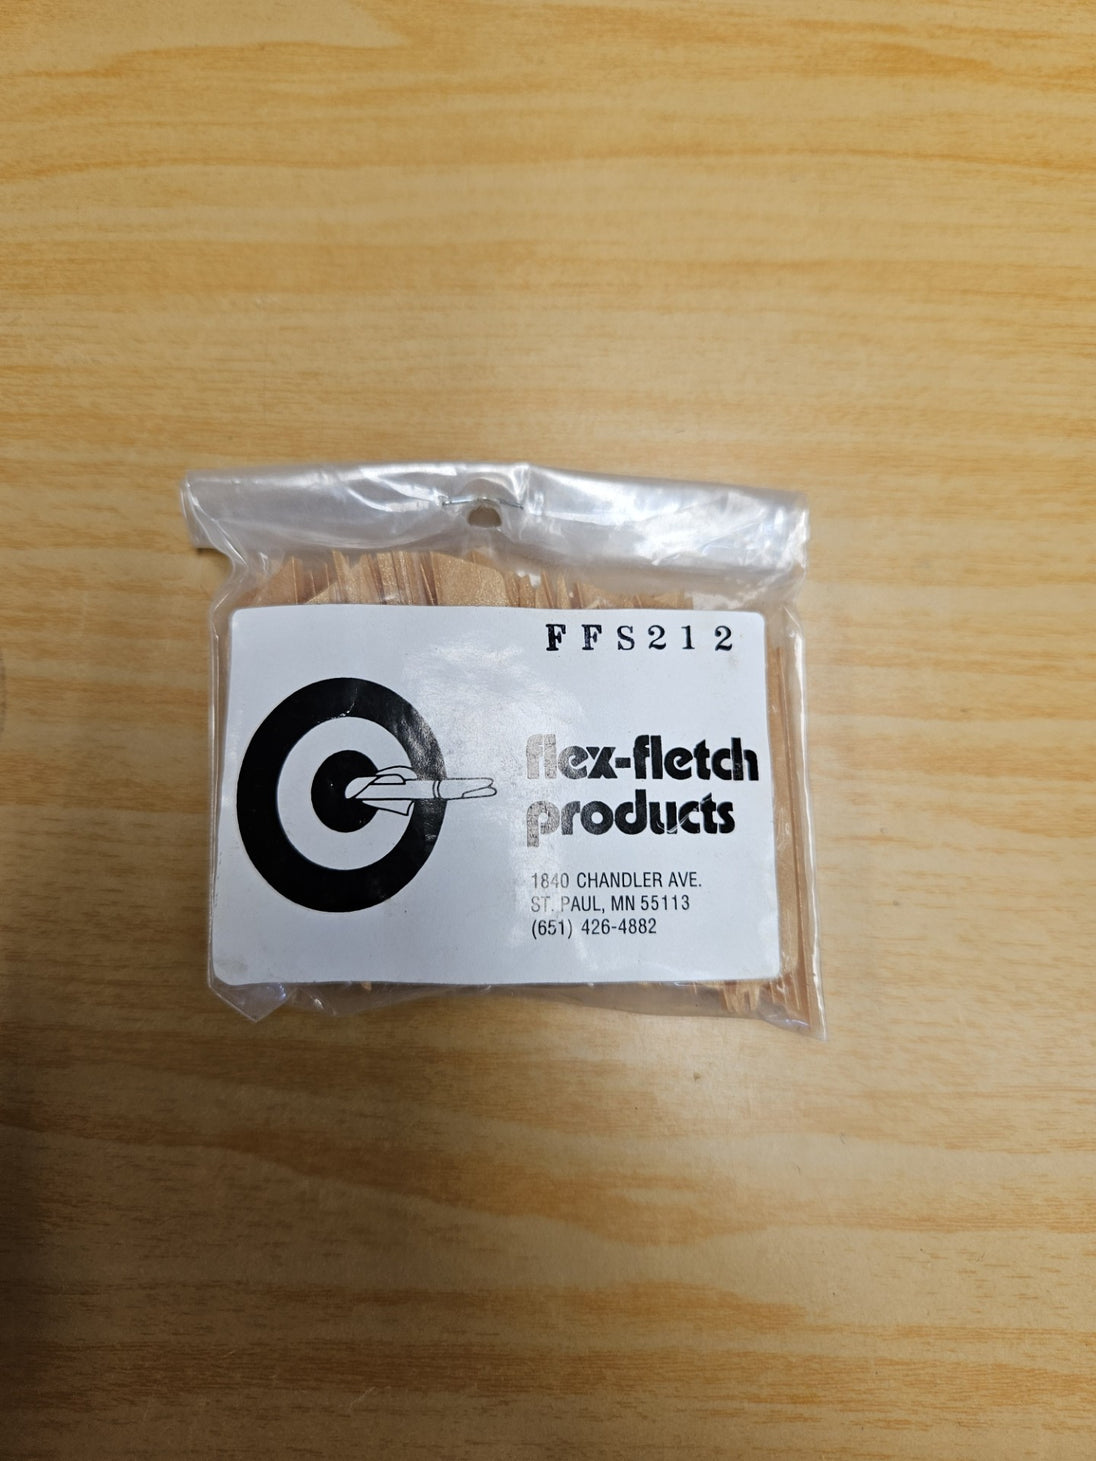 FFS212
flex-fletch
products
1840 CHANDLER AVE.
ST. PAUL, MN 55113
(651) 426-4882